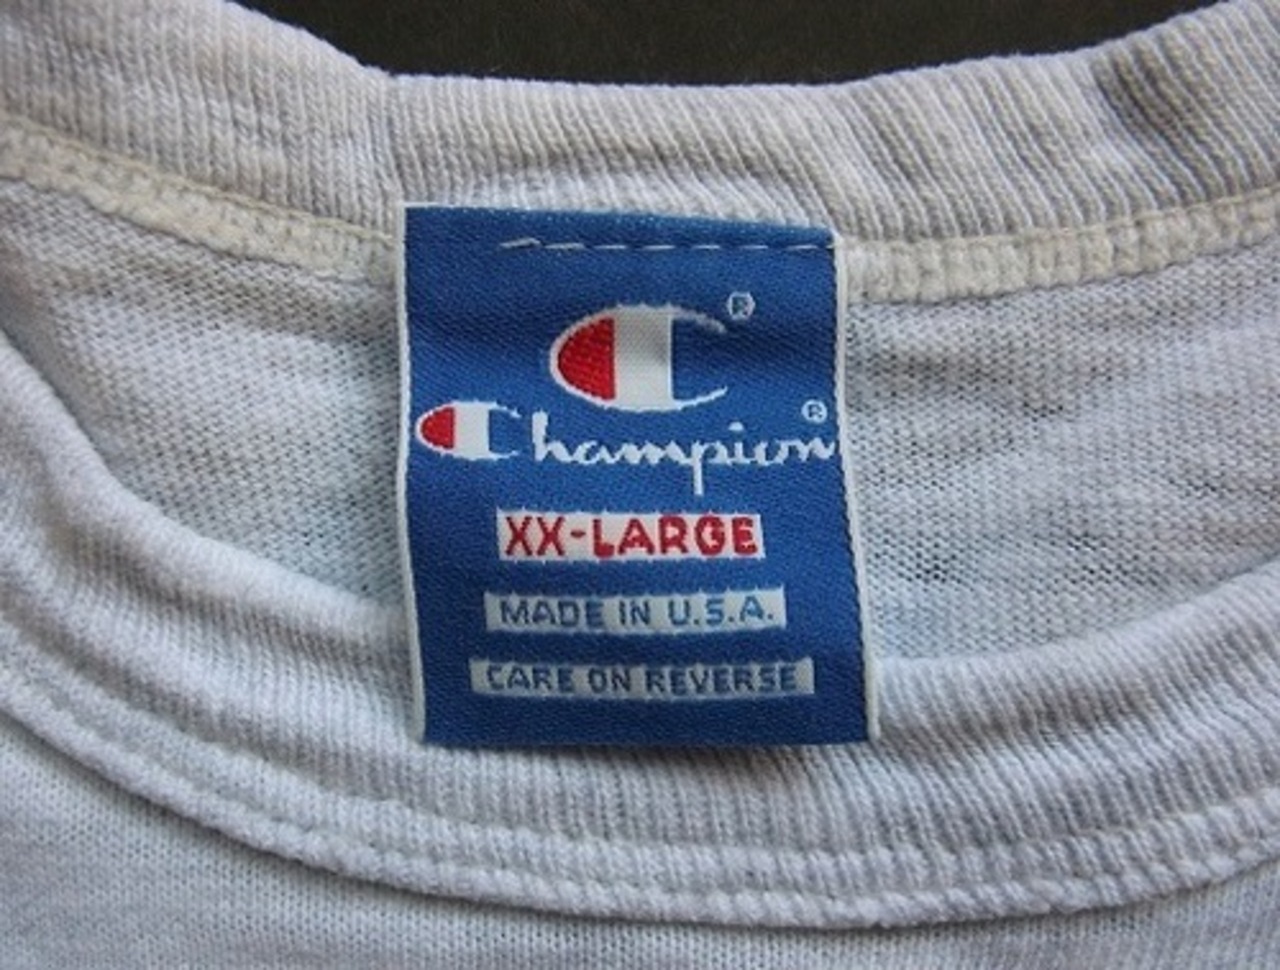 C®
Champion®
XX-LARGE
MADE IN U.S.A.
CARE ON REVERSE